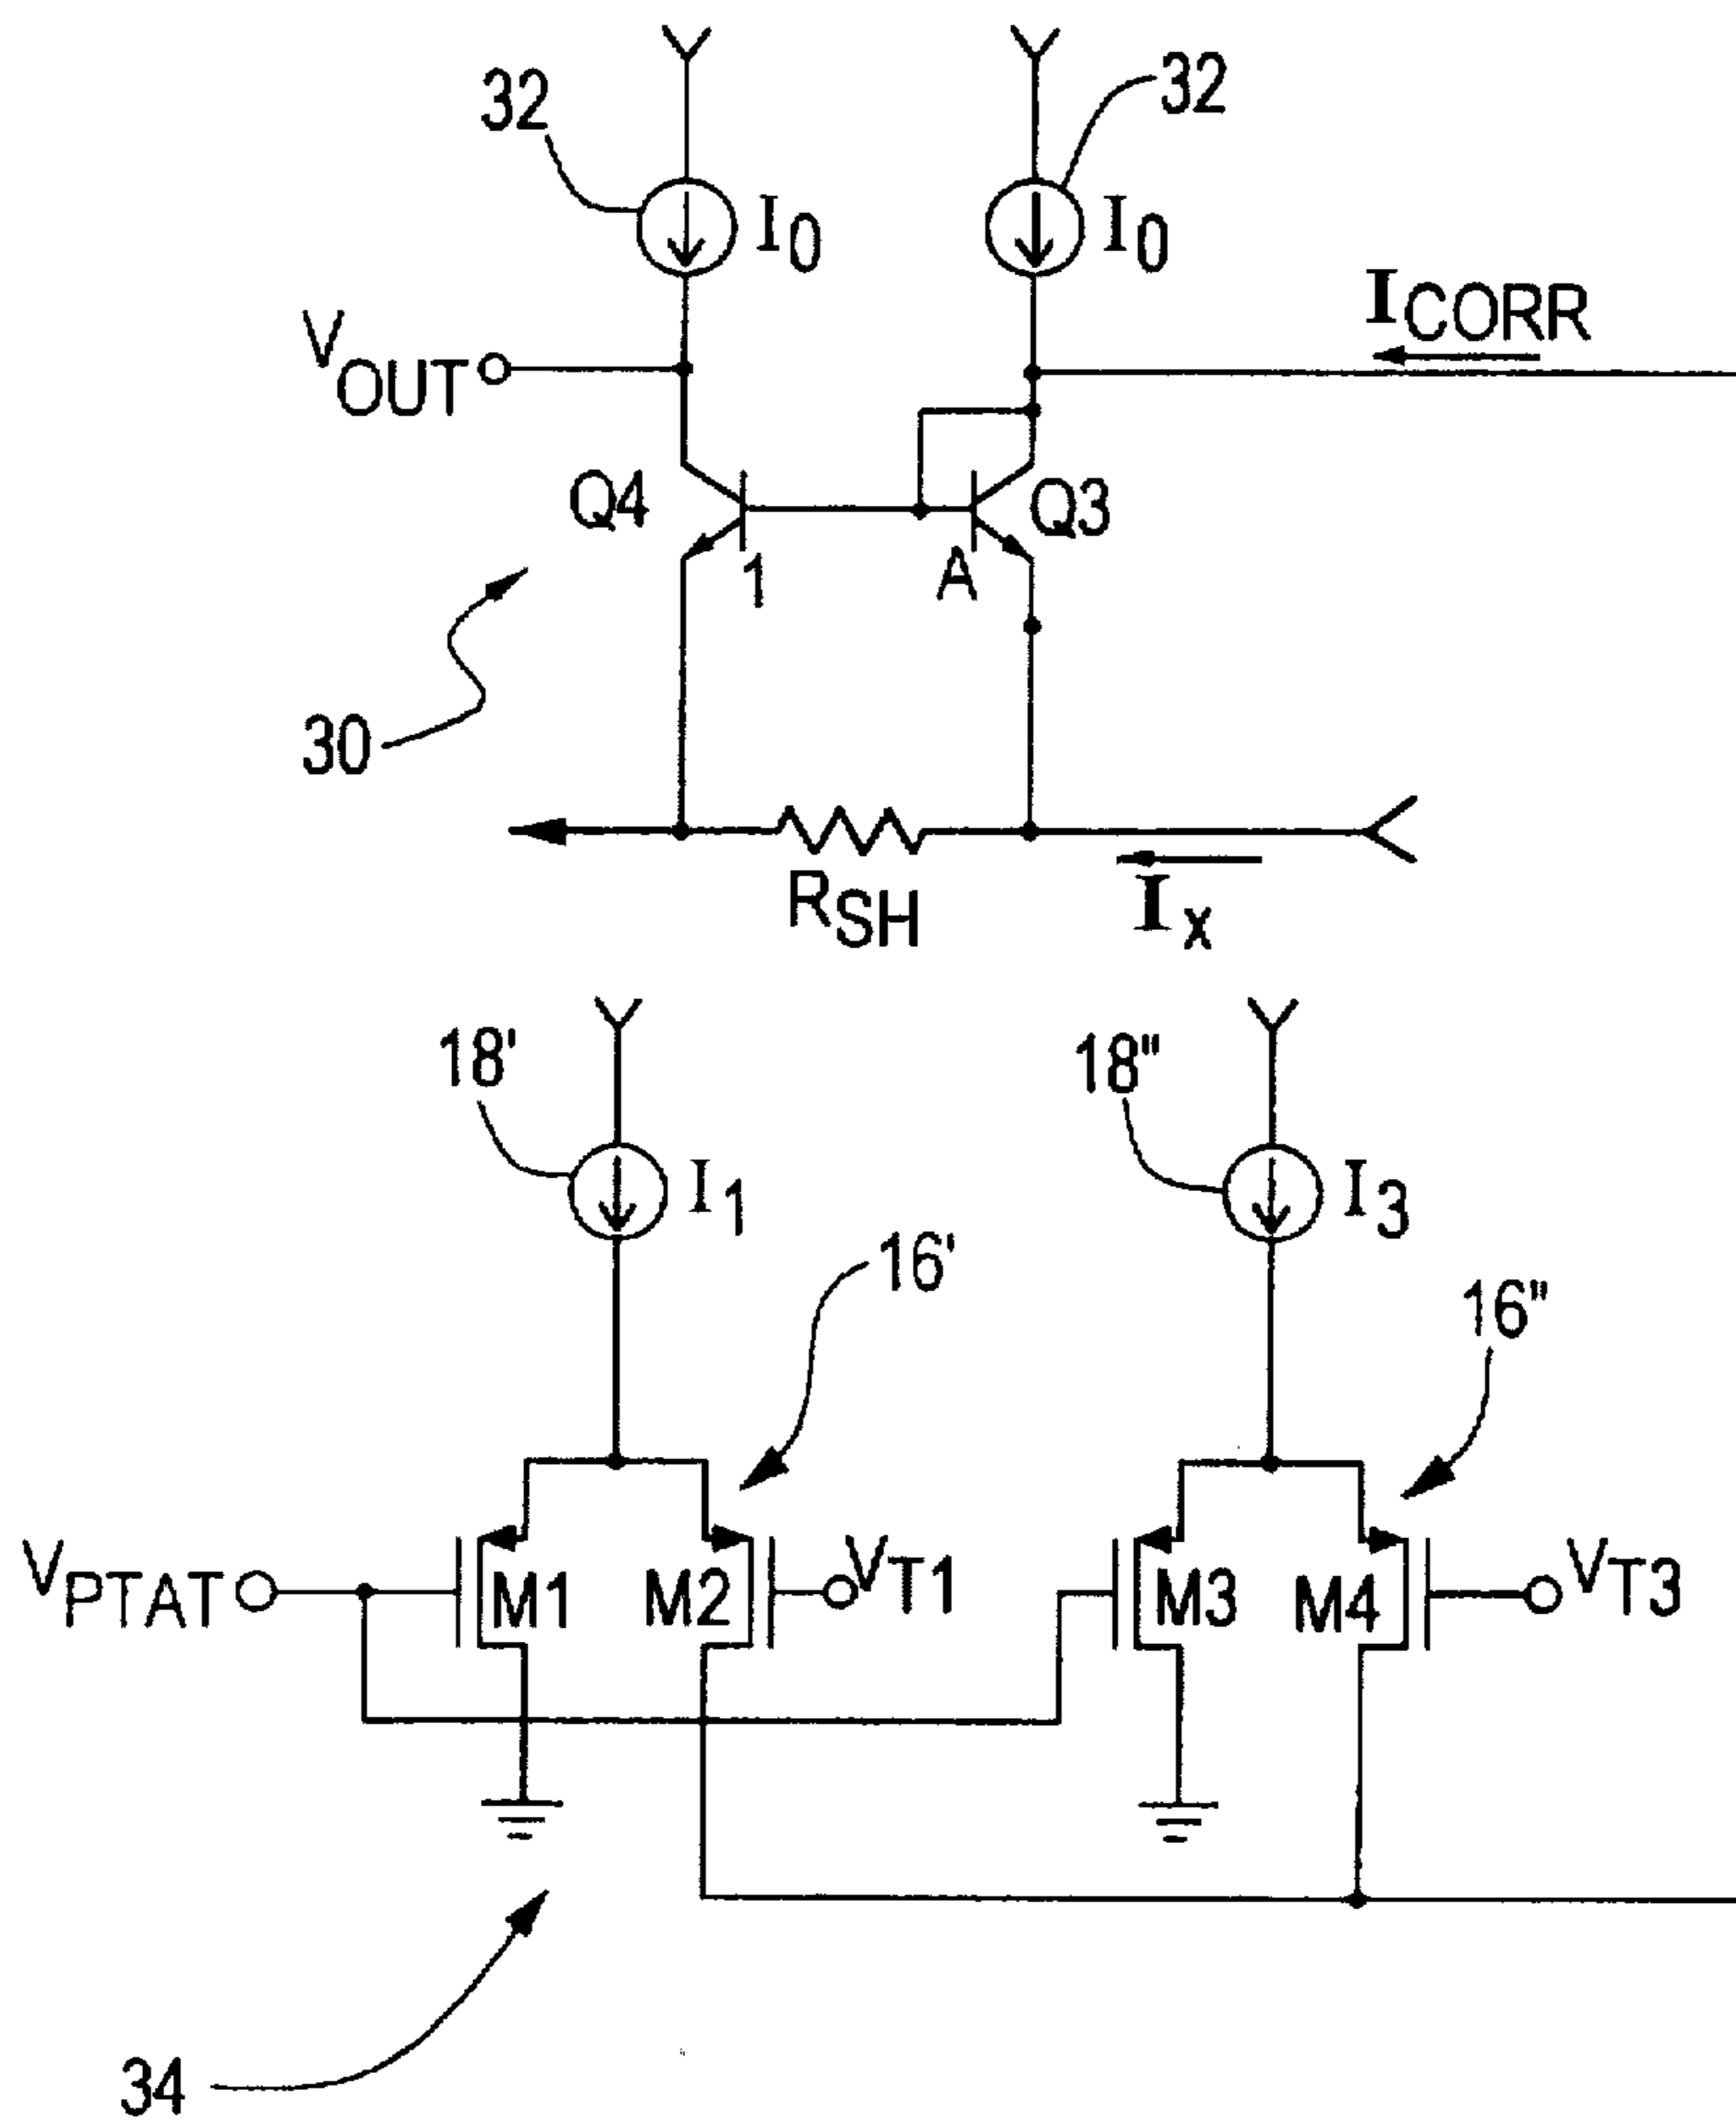 32
32
I0
I0
ICORR
VOUT
Q4
Q3
1
A
30
RSH
Ix
18'
18"
I1
I3
16'
16"
VPTAT
M1
M2
VT1
M3
M4
VT3
34